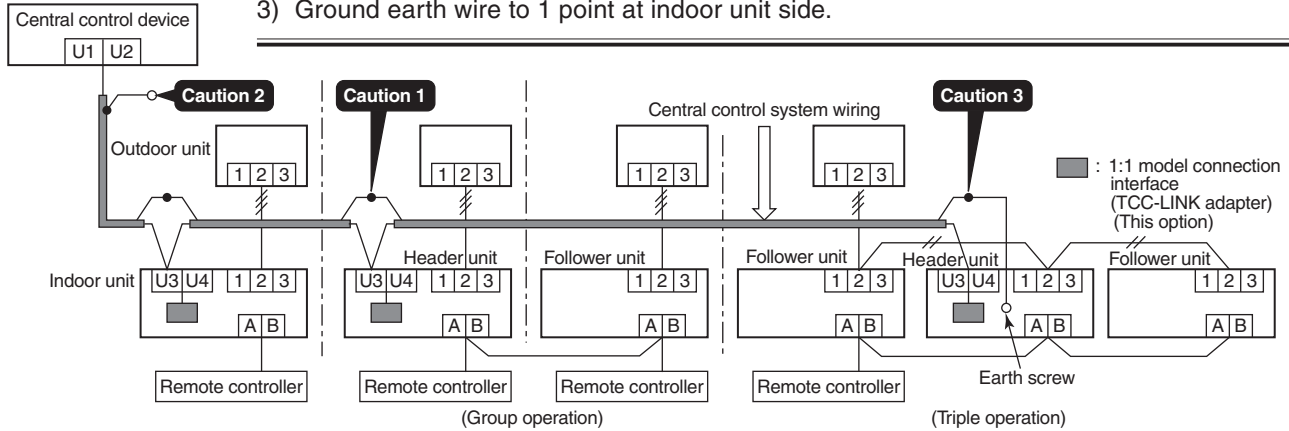 3) Ground earth wire to 1 point at indoor unit side.
Central control device
U1 U2
Caution 2
Caution 1
Central control system wiring
Caution 3
Outdoor unit
1 2 3
1 2 3
1 2 3
1 2 3
: 1:1 model connection
interface
(TCC-LINK adapter)
(This option)
Indoor unit
Header unit
Follower unit
Follower unit
Header unit
Follower unit
U3 U4
1 2 3
U3 U4
1 2 3
1 2 3
1 2 3
U3 U4
1 2 3
1 2 3
A B
A B
A B
A B
A B
A B
Remote controller
Remote controller
Remote controller
Remote controller
Earth screw
(Group operation)
(Triple operation)